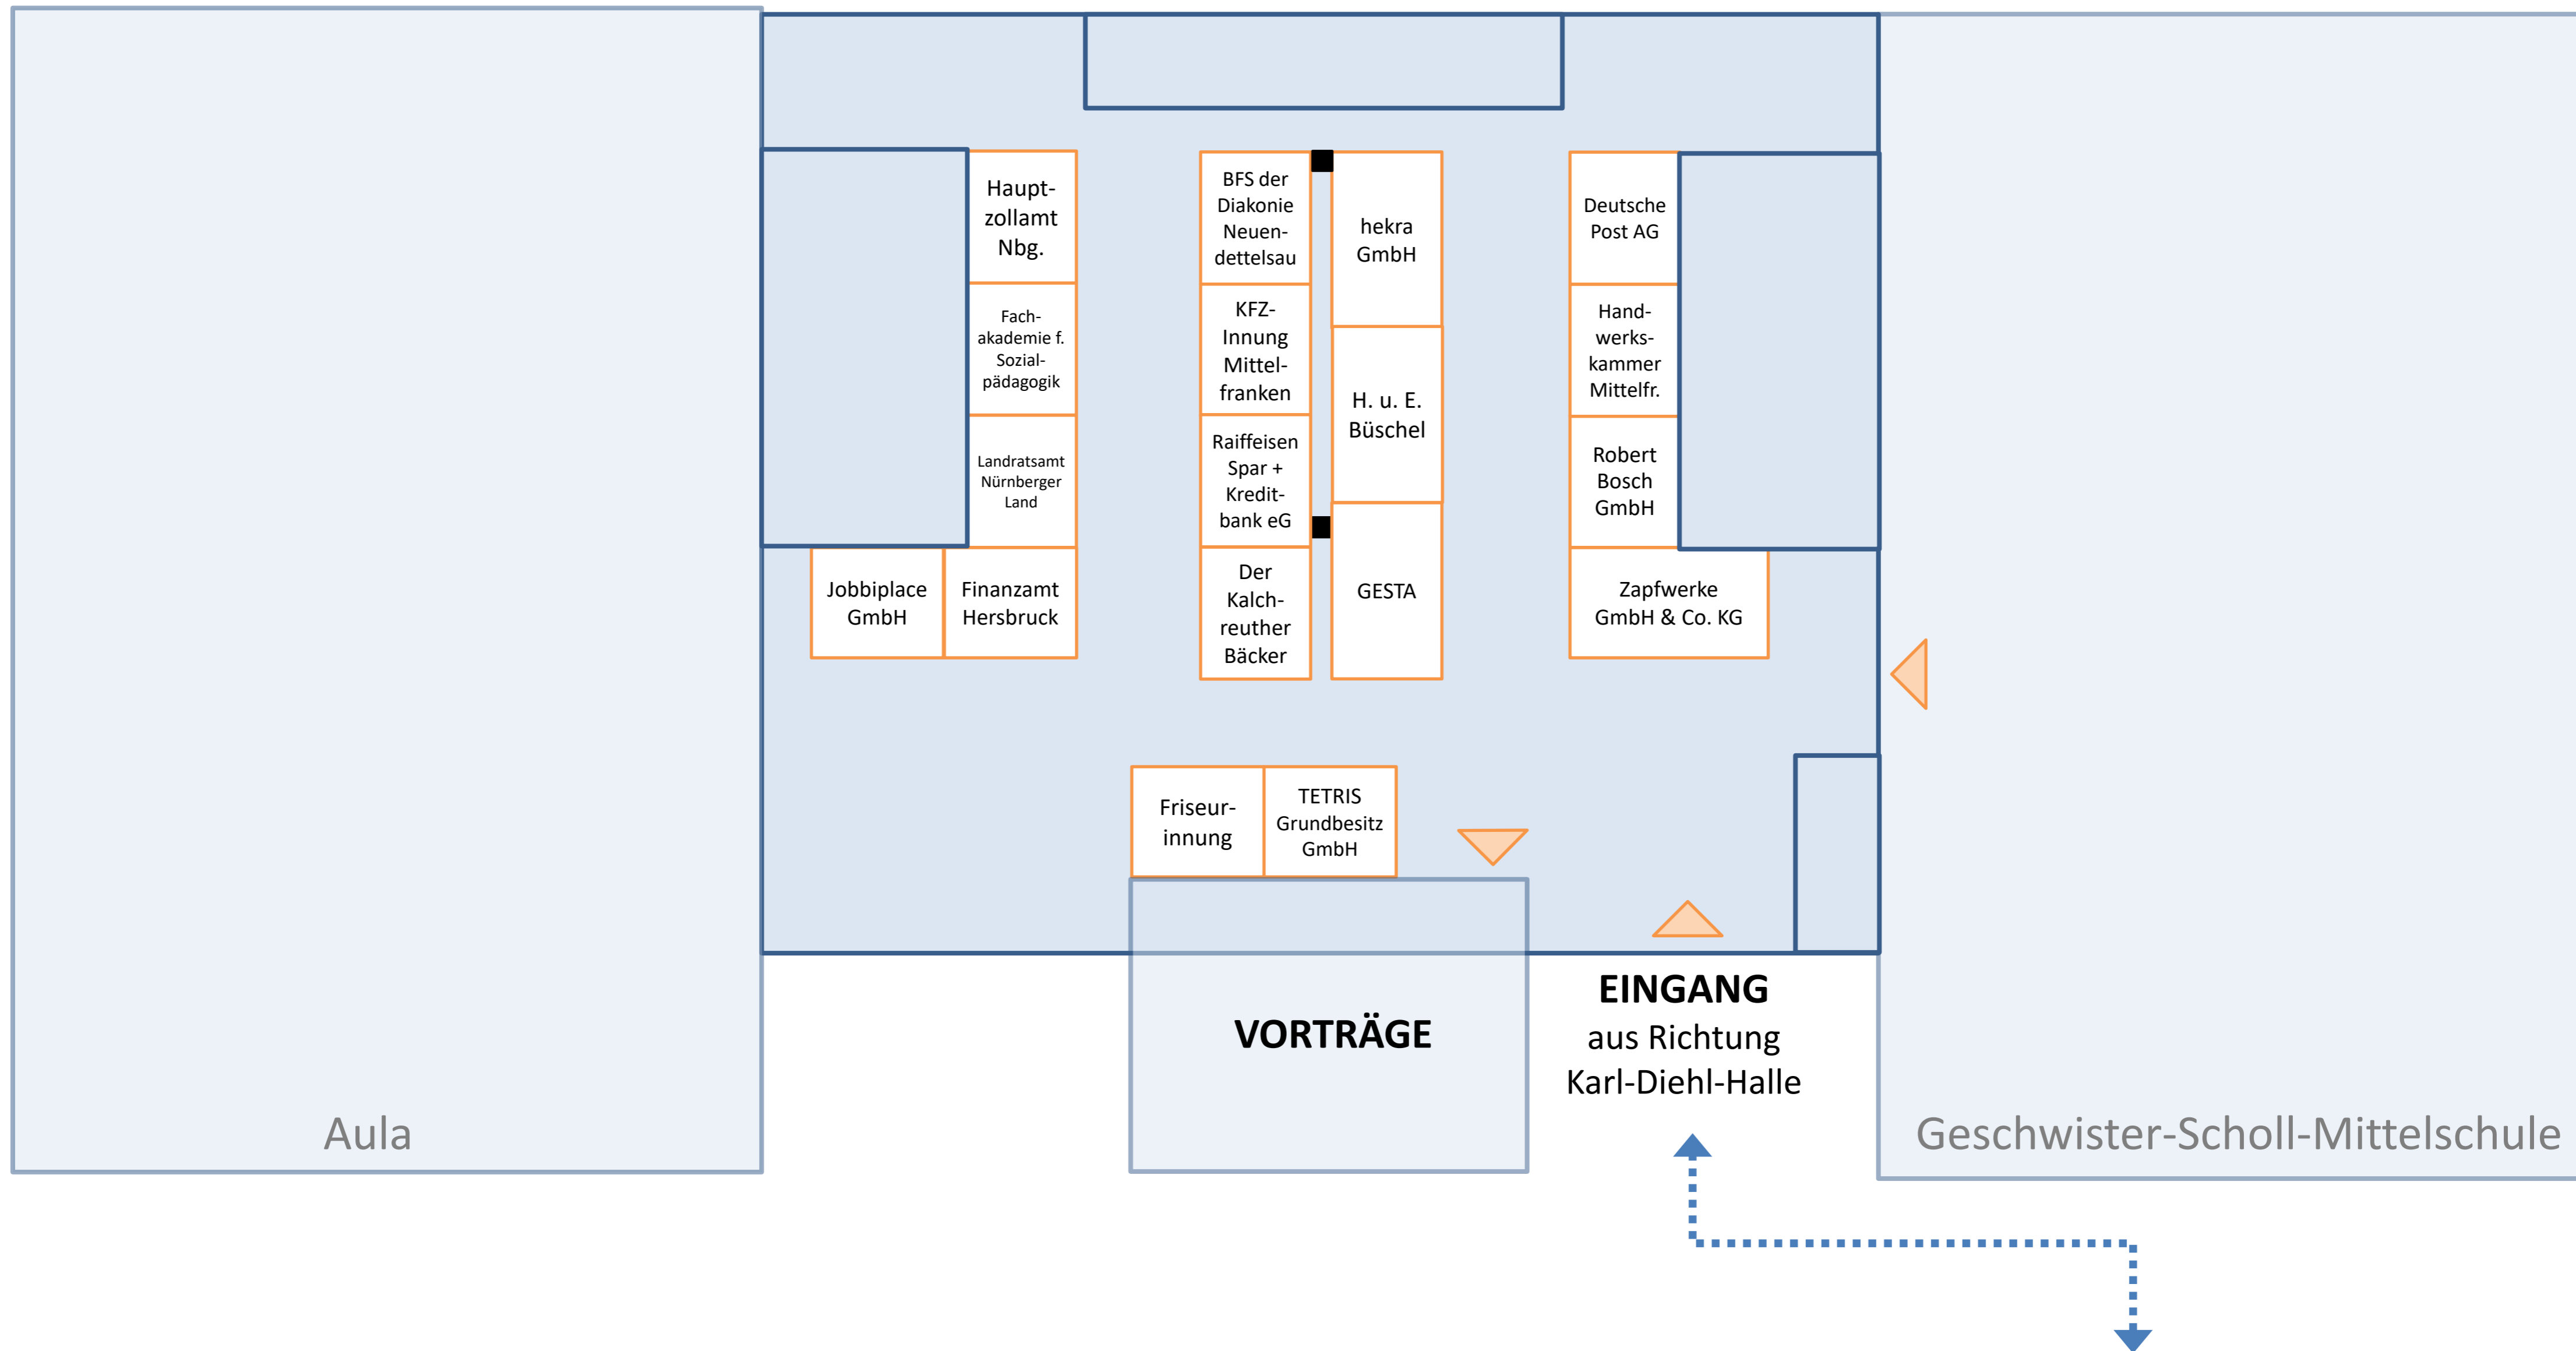 Haupt-
zollamt
Nbg.
Fach-
akademie f.
Sozial-
pädagogik
Landratsamt
Nürnberger
Land
Jobbiplace
GmbH
Finanzamt
Hersbruck
BFS der
Diakonie
Neuen-
dettelsau
KFZ-
Innung
Mittel-
franken
Raiffeisen
Spar +
Kredit-
bank eG
Der
Kalch-
reuther
Bäcker
hekra
GmbH
H. u. E.
Büschel
GESTA
Deutsche
Post AG
Hand-
werks-
kammer
Mittelfr.
Robert
Bosch
GmbH
Zapfwerke
GmbH & Co. KG
Friseur-
innung
TETRIS
Grundbesitz
GmbH
VORTRÄGE
EINGANG
aus Richtung
Karl-Diehl-Halle
Aula
Geschwister-Scholl-Mittelschule